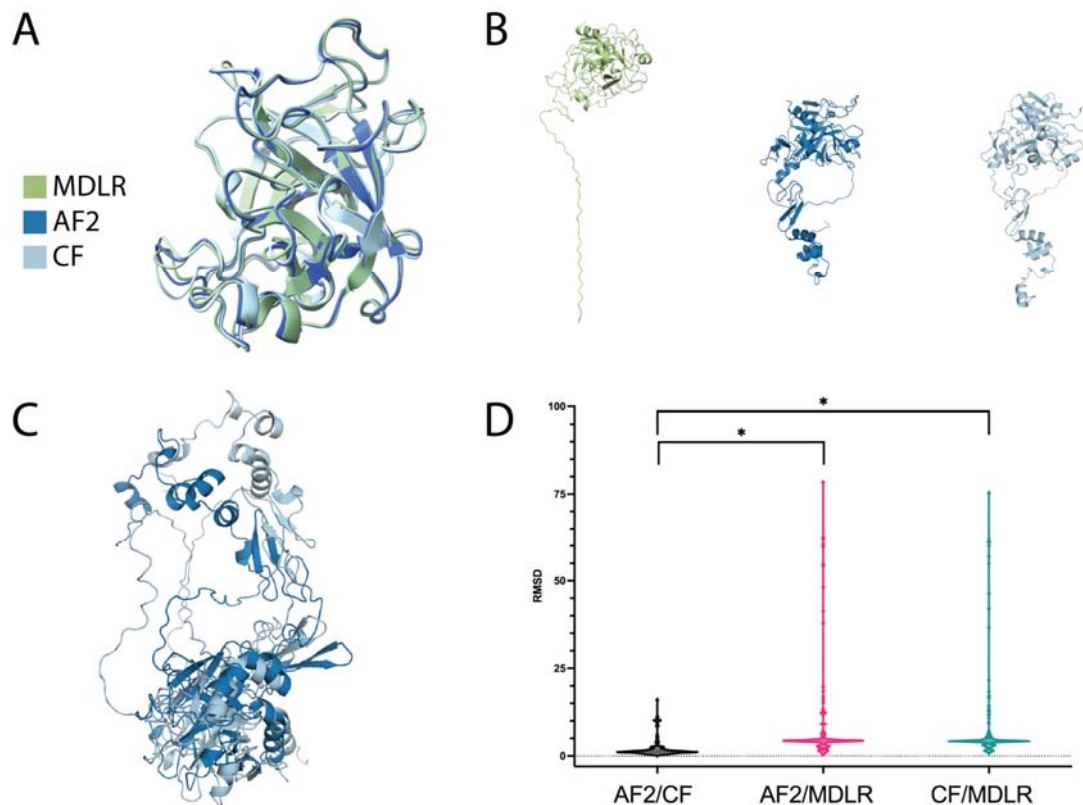 A
B
MDLR
AF2
CF
C
D
*
*
100
75
50
25
0
RMSD
AF2/CF
AF2/MDLR
CF/MDLR